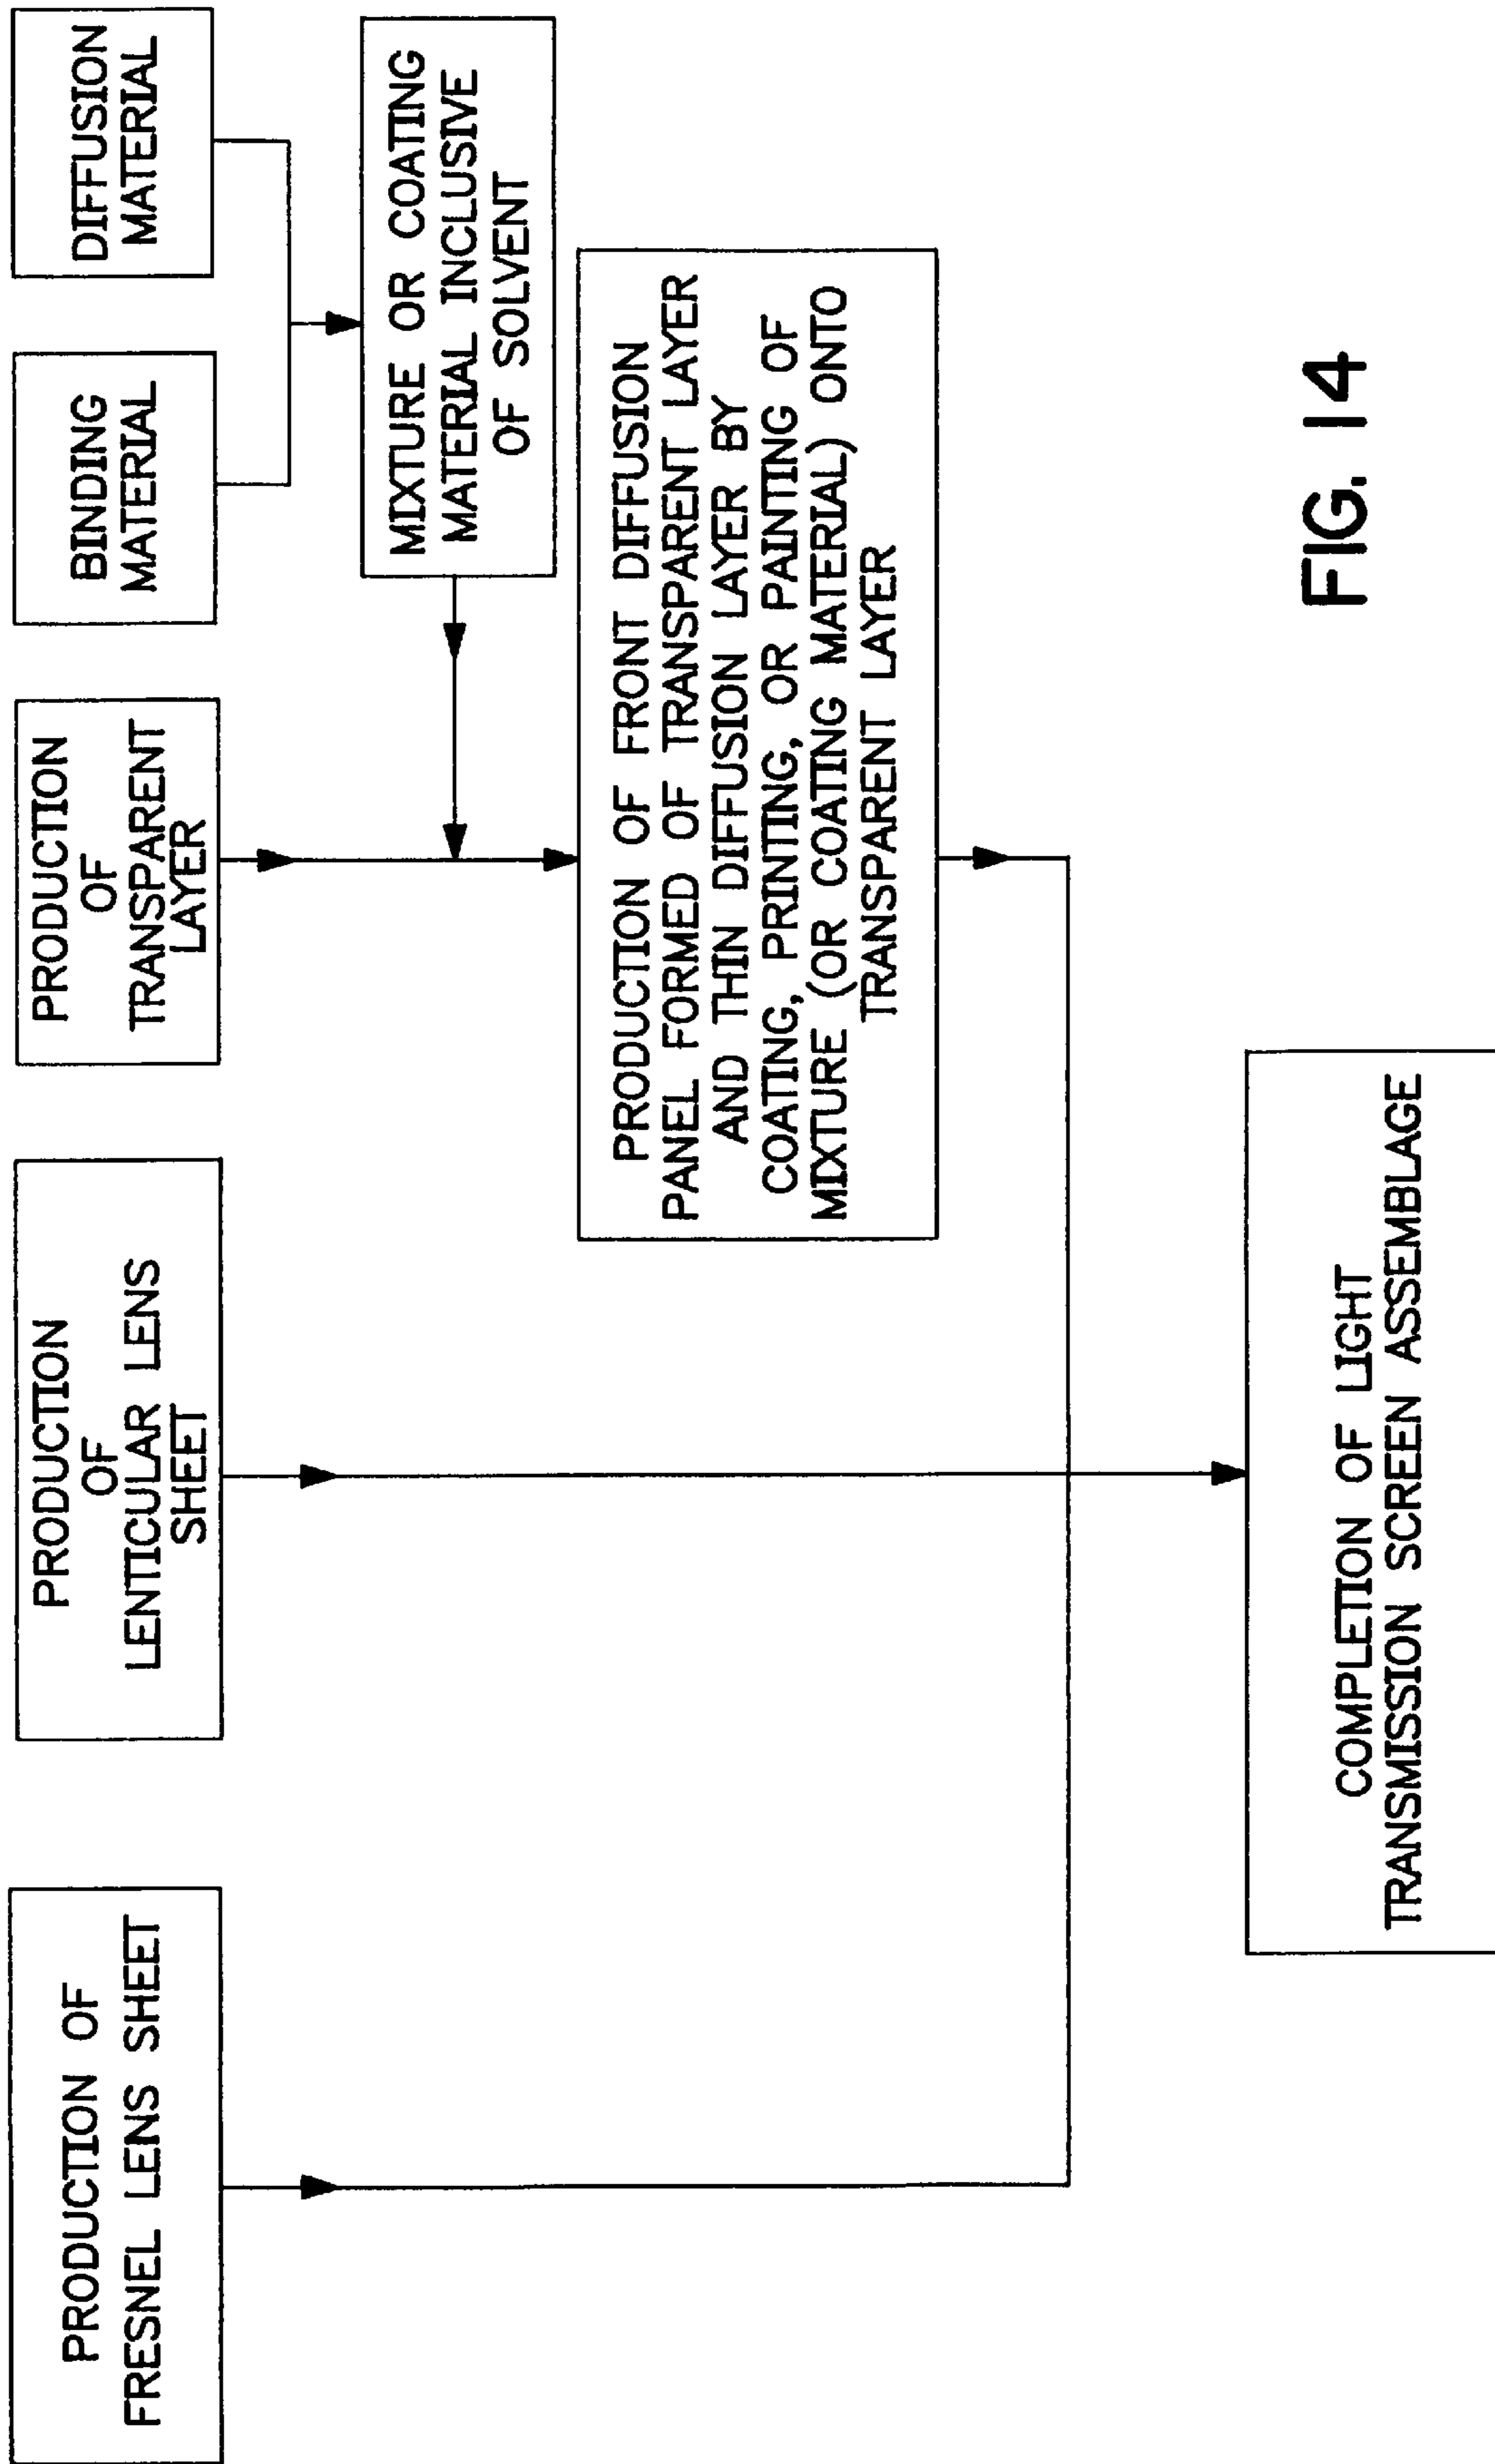 PRODUCTION OF
FRESNEL LENS SHEET
PRODUCTION
OF
LENTICULAR LENS
SHEET
PRODUCTION
OF
TRANSPARENT
LAYER
BINDING
MATERIAL
DIFFUSION
MATERIAL
MIXTURE OR COATING
MATERIAL INCLUSIVE
OF SOLVENT
PRODUCTION OF FRONT DIFFUSION
PANEL FORMED OF TRANSPARENT LAYER
AND THIN DIFFUSION LAYER BY
COATING, PRINTING, OR PAINTING OF
MIXTURE (OR COATING MATERIAL) ONTO
TRANSPARENT LAYER
COMPLETION OF LIGHT
TRANSMISSION SCREEN ASSEMBLAGE
FIG. 14